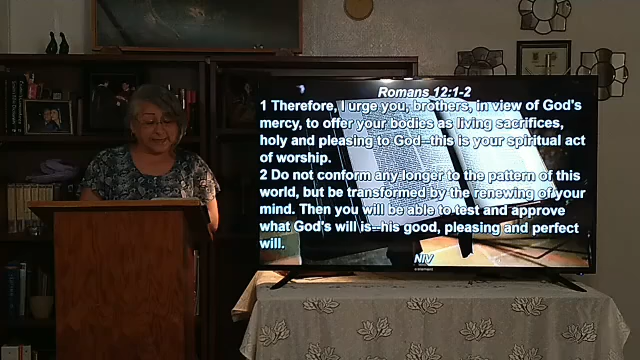 Romans 12:1-2
1 Therefore, I urge you, brothers, in view of God's
mercy, to offer your bodies as living sacrifices,
holy and pleasing to God--this is your spiritual act
of worship.
2 Do not conform any longer to the pattern of this
world, but be transformed by the renewing of your
mind. Then you will be able to test and approve
what God's will is--his good, pleasing and perfect
will.
NIV